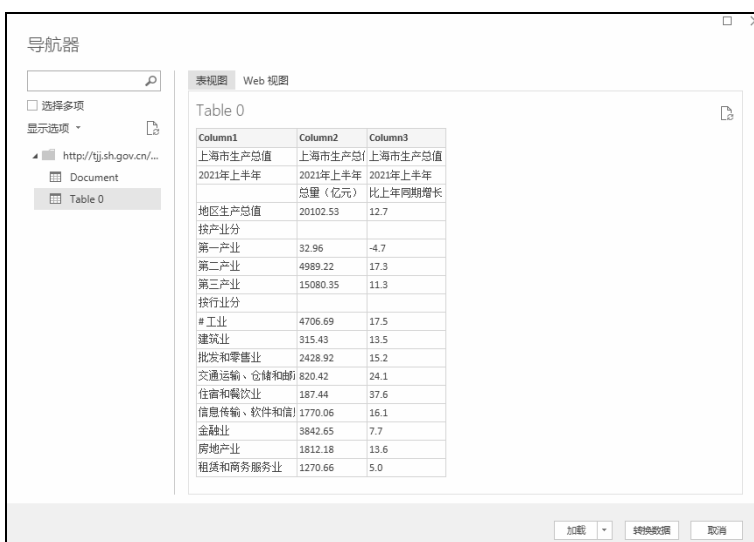 导航器
选择多项
显示选项
http://tjj.sh.gov.cn/...
Document
Table 0
表视图 Web 视图
Table 0
Column1 Column2 Column3
上海市生产总值 上海市生产总值 上海市生产总值
2021年上半年 2021年上半年 2021年上半年
总量（亿元） 比上年同期增长
地区生产总值 20102.53 12.7
按产业分
第一产业 32.96 -4.7
第二产业 4989.22 17.3
第三产业 15080.35 11.3
按行业分
# 工业 4706.69 17.5
建筑业 315.43 13.5
批发和零售业 2428.92 15.2
交通运输、仓储和邮 820.42 24.1
住宿和餐饮业 187.44 37.6
信息传输、软件和信 1770.06 16.1
金融业 3842.65 7.7
房地产业 1812.18 13.6
租赁和商务服务业 1270.66 5.0
加载 转换数据 取消